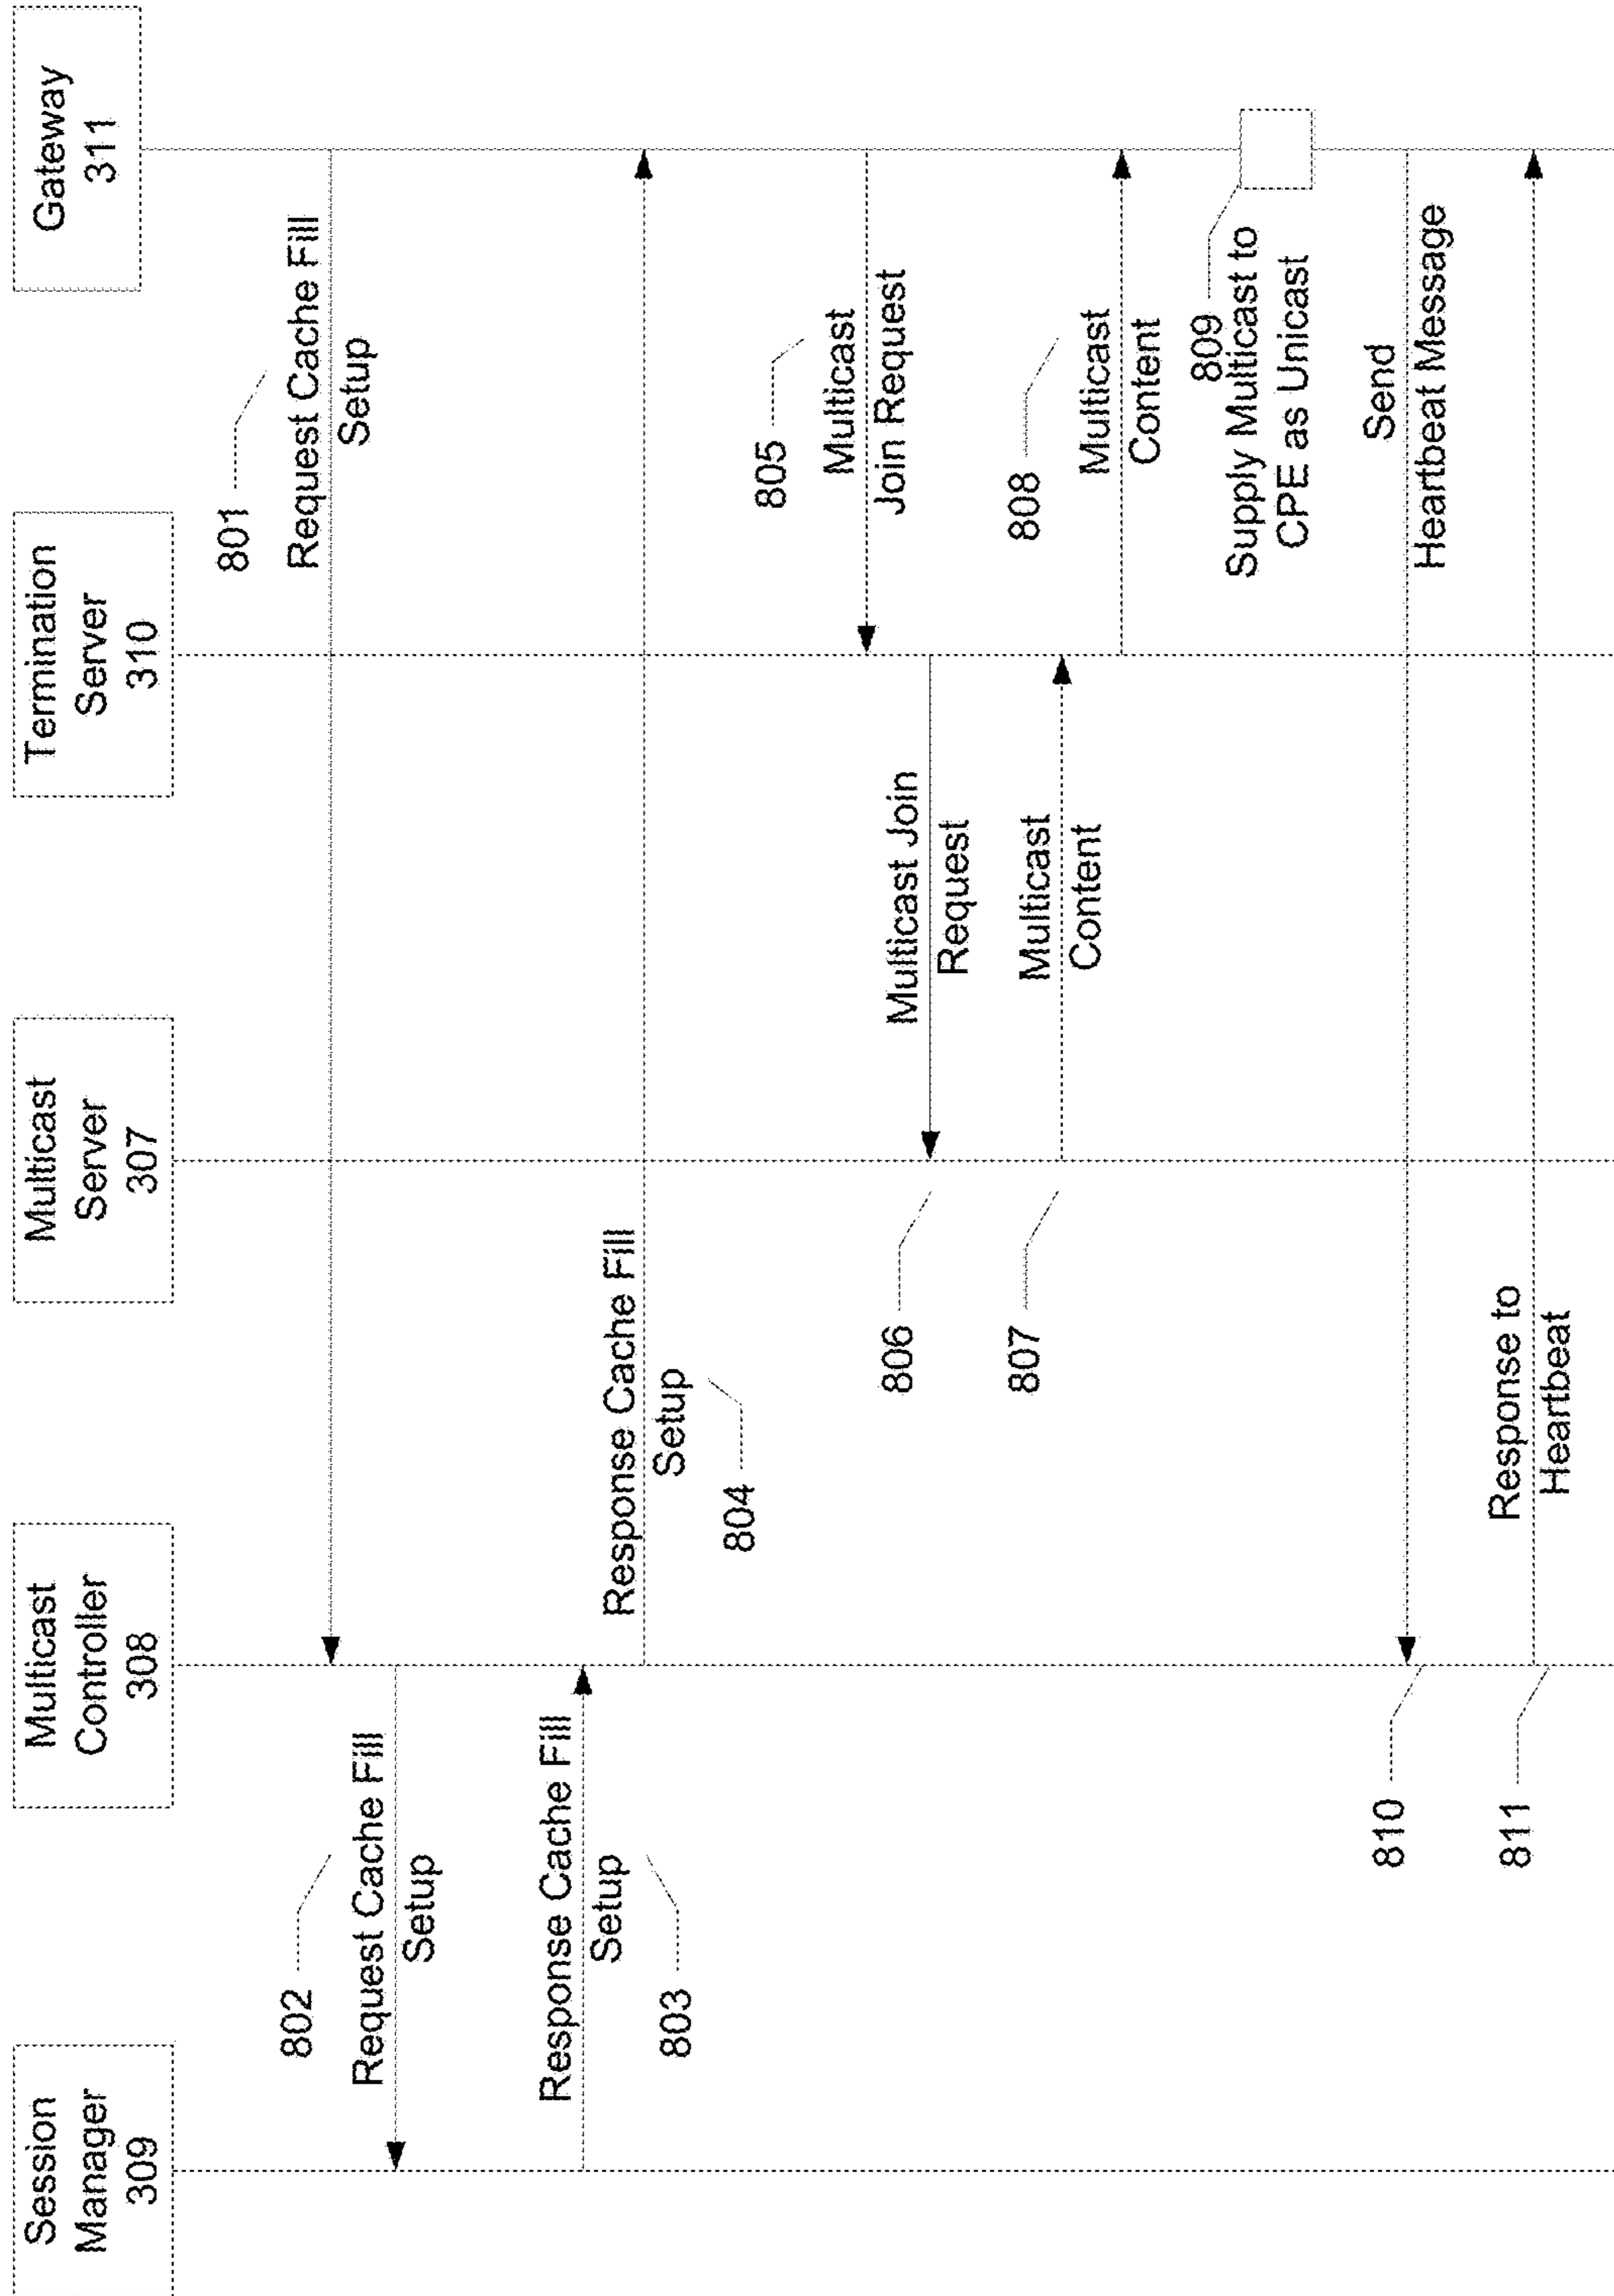 Session
Manager
309
Multicast
Controller
308
Multicast
Server
307
Termination
Server
310
Gateway
311
801
Request Cache Fill
Setup
802
Request Cache Fill
Setup
Response Cache Fill
Setup
803
Response Cache Fill
Setup
804
805
Multicast
Join Request
Multicast Join
Request
806
Multicast
Content
807
808
Multicast
Content
809
Supply Multicast to
CPE as Unicast
Send
Heartbeat Message
810
Response to
Heartbeat
811